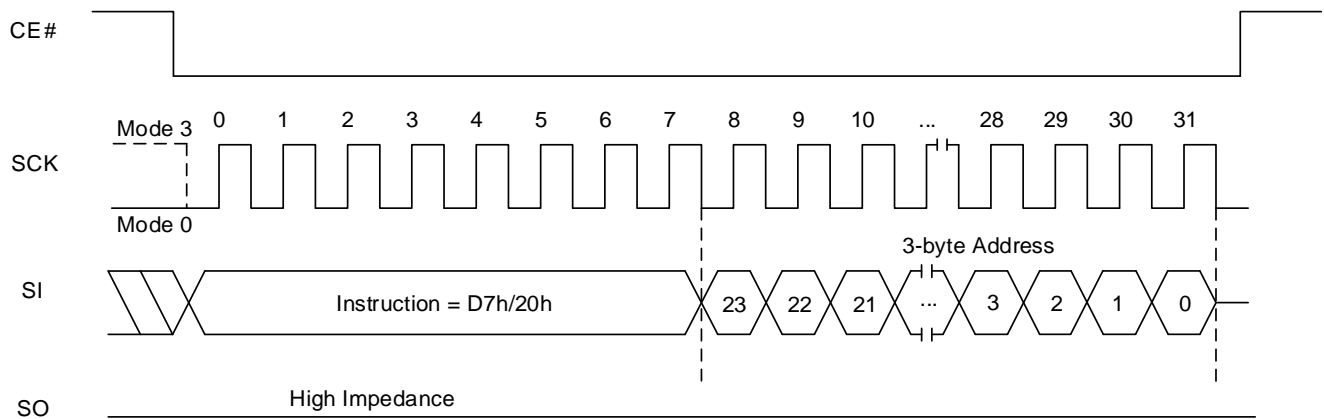 CE#
0 1 2 3 4 5 6 7 8 9 10 ... 28 29 30 31
Mode 3
SCK
Mode 0
3-byte Address
SI
Instruction = D7h/20h 23 22 21 ... 3 2 1 0
High Impedance
SO